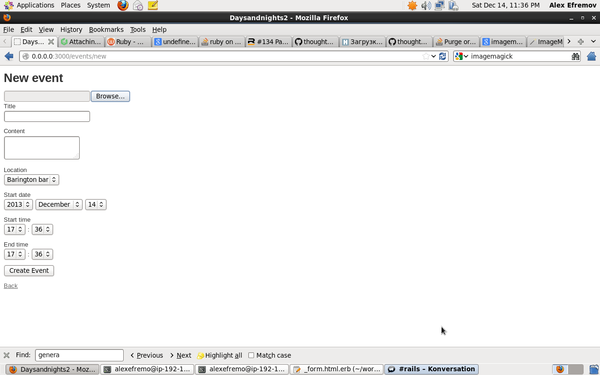 Applications Places System Sat Dec 14, 11:36 PM Alex Efremov
Daysandnights2 - Mozilla Firefox
File Edit View History Bookmarks Tools Help
Days... Attachin... Ruby - ... undefine... ruby on ... #134 Pa... thought... Загрузк... thought... Purge or... imagem... ImageM
0.0.0.0:3000/events/new imagemagick
New event
Browse...
Title
Content
Location
Barington bar
Start date
2013 December 14
Start time
17 : 36
End time
17 : 36
Create Event
Back
Find: genera Previous Next Highlight all Match case
Daysandnights2 - Moz... alexefremo@ip-192-1... alexefremo@ip-192-1... _form.html.erb (~/wor... #rails – Konversation